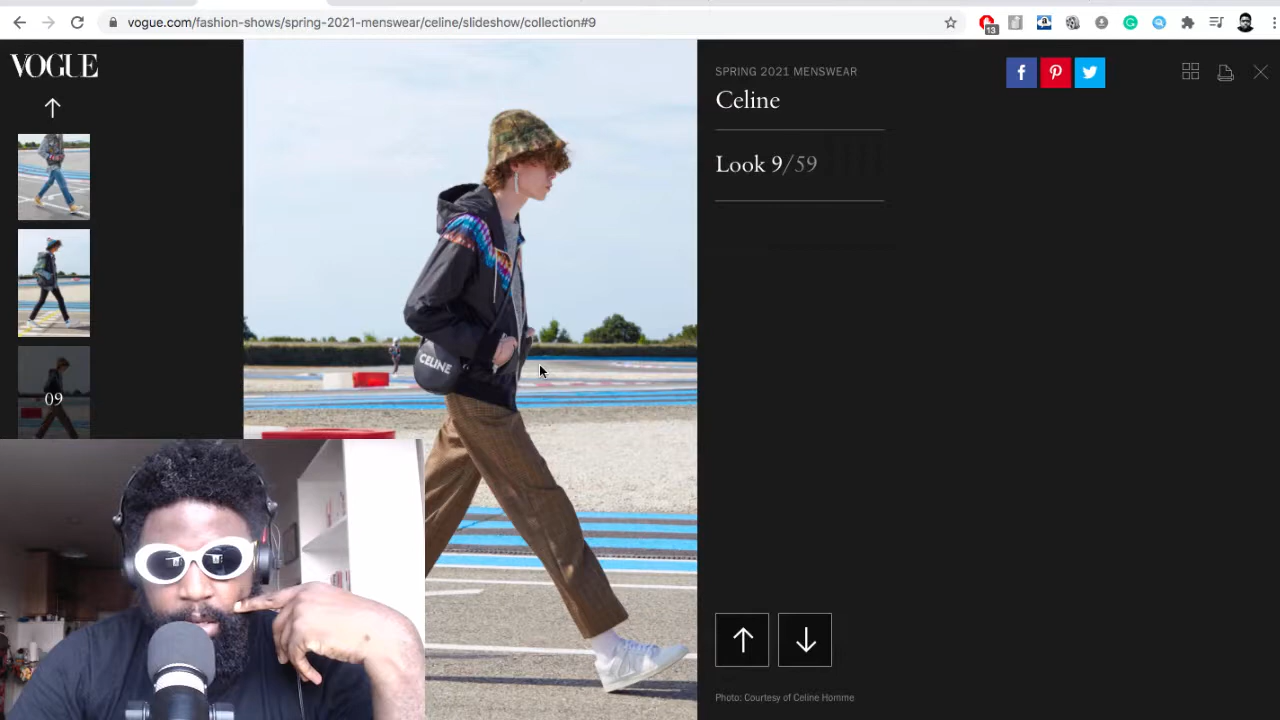 vogue.com/fashion-shows/spring-2021-menswear/celine/slideshow/collection#9
13
VOGUE
SPRING 2021 MENSWEAR
Celine
Look 9/59
CELINE
09
Photo: Courtesy of Celine Homme